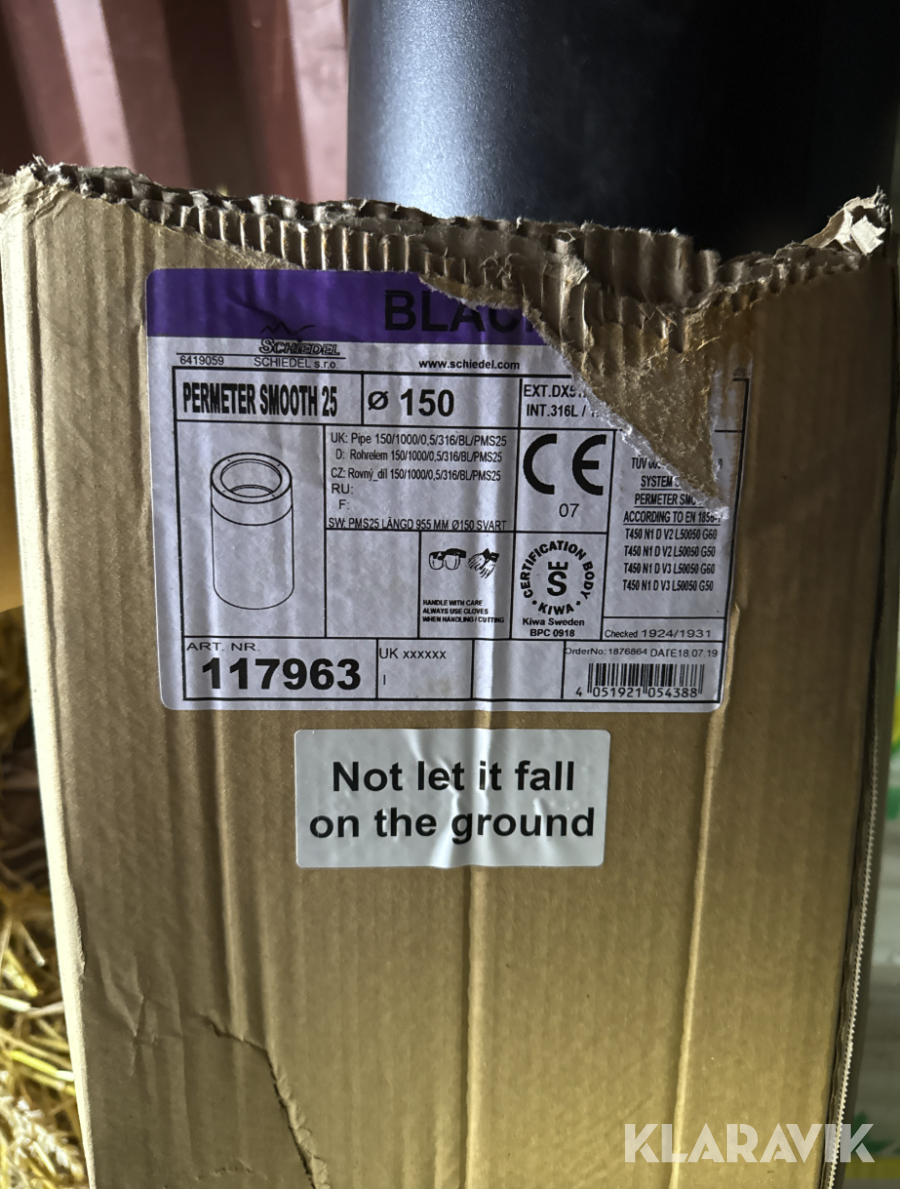 BLAC
SCHIEDEL
6419059
SCHIEDEL s.r.o
www.schiedel.com
PERMETER SMOOTH 25
Ø 150
EXT.DX51
INT.316L /
UK: Pipe 150/1000/0,5/316/BL/PMS25
D: Rohrelem 150/1000/0,5/316/BL/PMS25
CZ: Rovný_díl 150/1000/0,5/316/BL/PMS25
RU:
F:
SW: PMS25 LÄNGD 955 MM Ø150 SVART
CE
07
TUV
SYSTEM
PERMETER SMO
ACCORDING TO EN 1856-1
T450 N1 D V2 L50050 G60
T450 N1 D V2 L50050 G50
T450 N1 D V3 L50050 G60
T450 N1 D V3 L50050 G50
HANDLE WITH CARE
ALWAYS USE GLOVES
WHEN HANDLING / CUTTING
CERTIFICATION BODY
• KIWA •
Kiwa Sweden
BPC 0918
Checked 1924/1931
ART. NR.
117963
UK xxxxxx
I
OrderNo: 1876864 DATE18.07.19
4 051921 054388
Not let it fall
on the ground
KLARAVIK